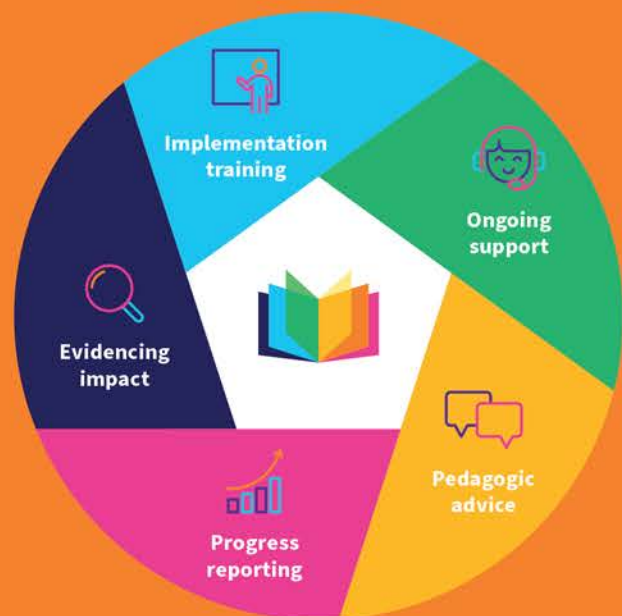 Implementation
training
Ongoing
support
Pedagogic
advice
Progress
reporting
Evidencing
impact